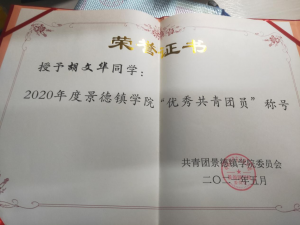 荣誉证书
授予胡文华同学：
2020年度景德镇学院“优秀共青团员”称号
共青团景德镇学院委员会
二〇二一年五月